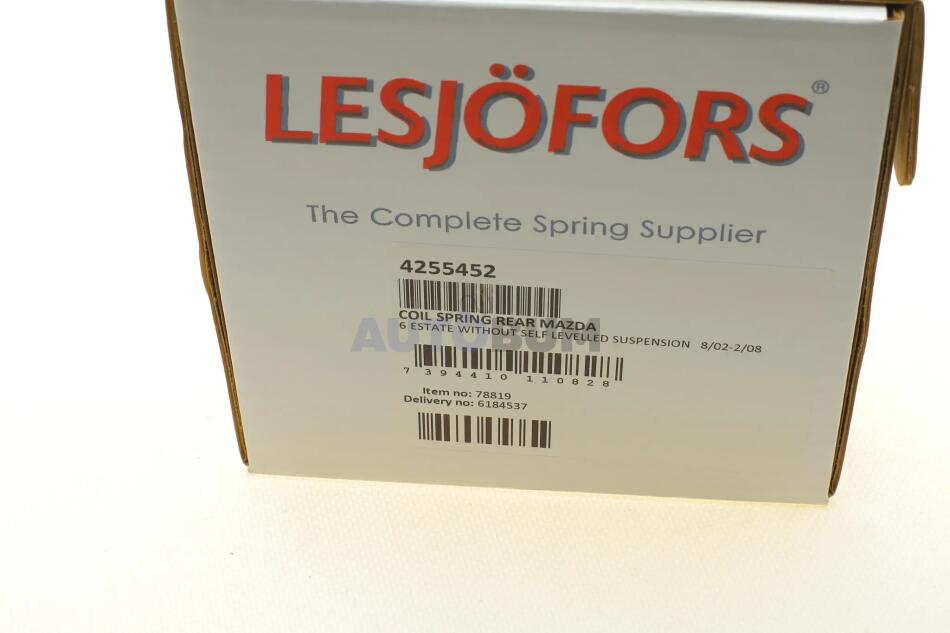 LESJÖFORS®
The Complete Spring Supplier
4255452
COIL SPRING REAR MAZDA
6 ESTATE WITHOUT SELF LEVELLED SUSPENSION 8/02-2/08
AUTOBUM
7 394410 110828
Item no: 78819
Delivery no: 6184537